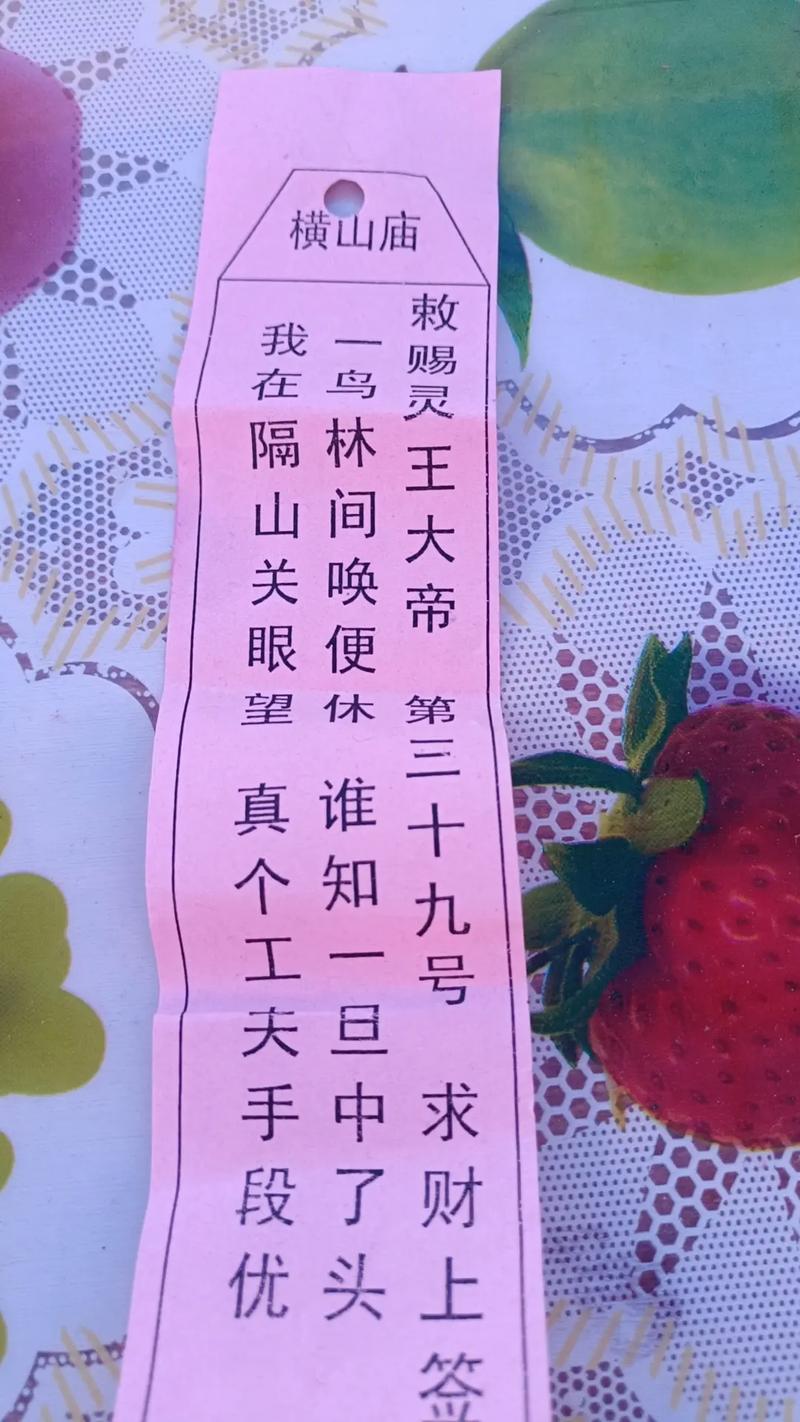 横山庙
敕赐灵王大帝 第三十九号 求财上签
一鸟林间唤便休 谁知一旦中了头
我在隔山关眼望 真个工夫手段优